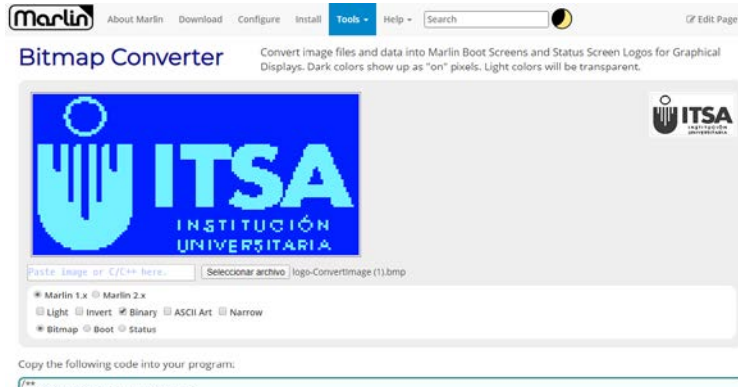 Marlin About Marlin Download Configure Install Tools Help Search Edit Page
Bitmap Converter
Convert image files and data into Marlin Boot Screens and Status Screen Logos for Graphical
Displays. Dark colors show up as "on" pixels. Light colors will be transparent.
ITSA
INSTITUCIÓN
UNIVERSITARIA
ITSA
INSTITUCIÓN
UNIVERSITARIA
Paste image or C/C++ here. Seleccionar archivo logo-ConvertImage (1).bmp
Marlin 1.x Marlin 2.x
Light Invert Binary ASCII Art Narrow
Bitmap Boot Status
Copy the following code into your program:
/**